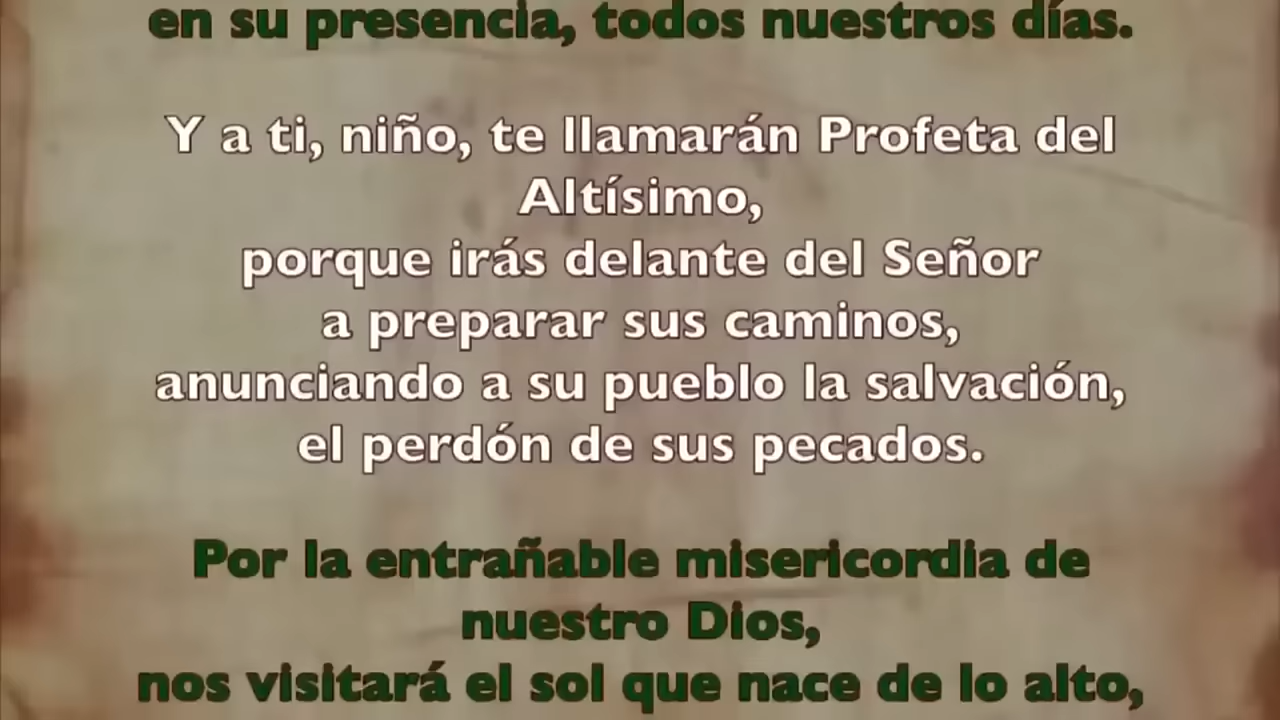 en su presencia, todos nuestros días.
Y a ti, niño, te llamarán Profeta del
Altísimo,
porque irás delante del Señor
a preparar sus caminos,
anunciando a su pueblo la salvación,
el perdón de sus pecados.
Por la entrañable misericordia de
nuestro Dios,
nos visitará el sol que nace de lo alto,